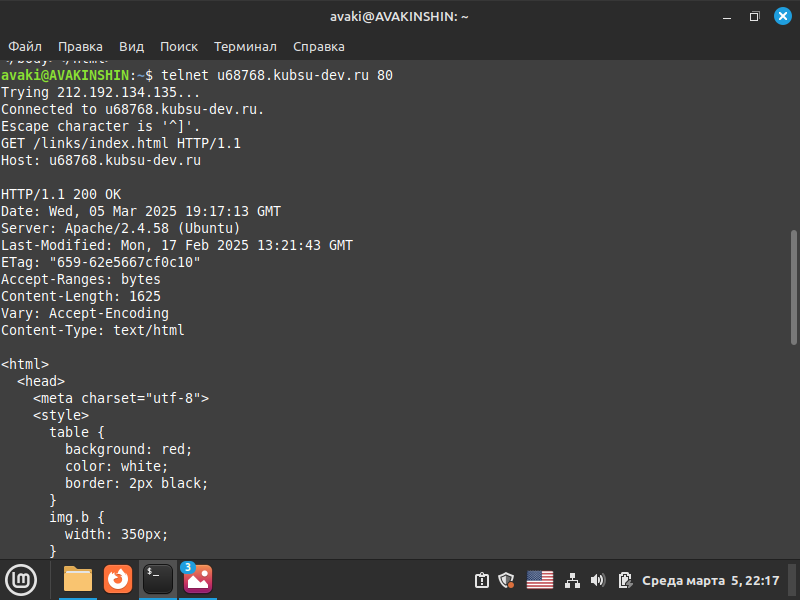 avaki@AVAKINSHIN: ~
Файл Правка Вид Поиск Терминал Справка
</body></html>
avaki@AVAKINSHIN:~$ telnet u68768.kubsu-dev.ru 80
Trying 212.192.134.135...
Connected to u68768.kubsu-dev.ru.
Escape character is '^]'.
GET /links/index.html HTTP/1.1
Host: u68768.kubsu-dev.ru

HTTP/1.1 200 OK
Date: Wed, 05 Mar 2025 19:17:13 GMT
Server: Apache/2.4.58 (Ubuntu)
Last-Modified: Mon, 17 Feb 2025 13:21:43 GMT
ETag: "659-62e5667cf0c10"
Accept-Ranges: bytes
Content-Length: 1625
Vary: Accept-Encoding
Content-Type: text/html

<html>
  <head>
    <meta charset="utf-8">
    <style>
      table {
        background: red;
        color: white;
        border: 2px black;
      }
      img.b {
        width: 350px;
      }
$_
3
Среда марта 5, 22:17